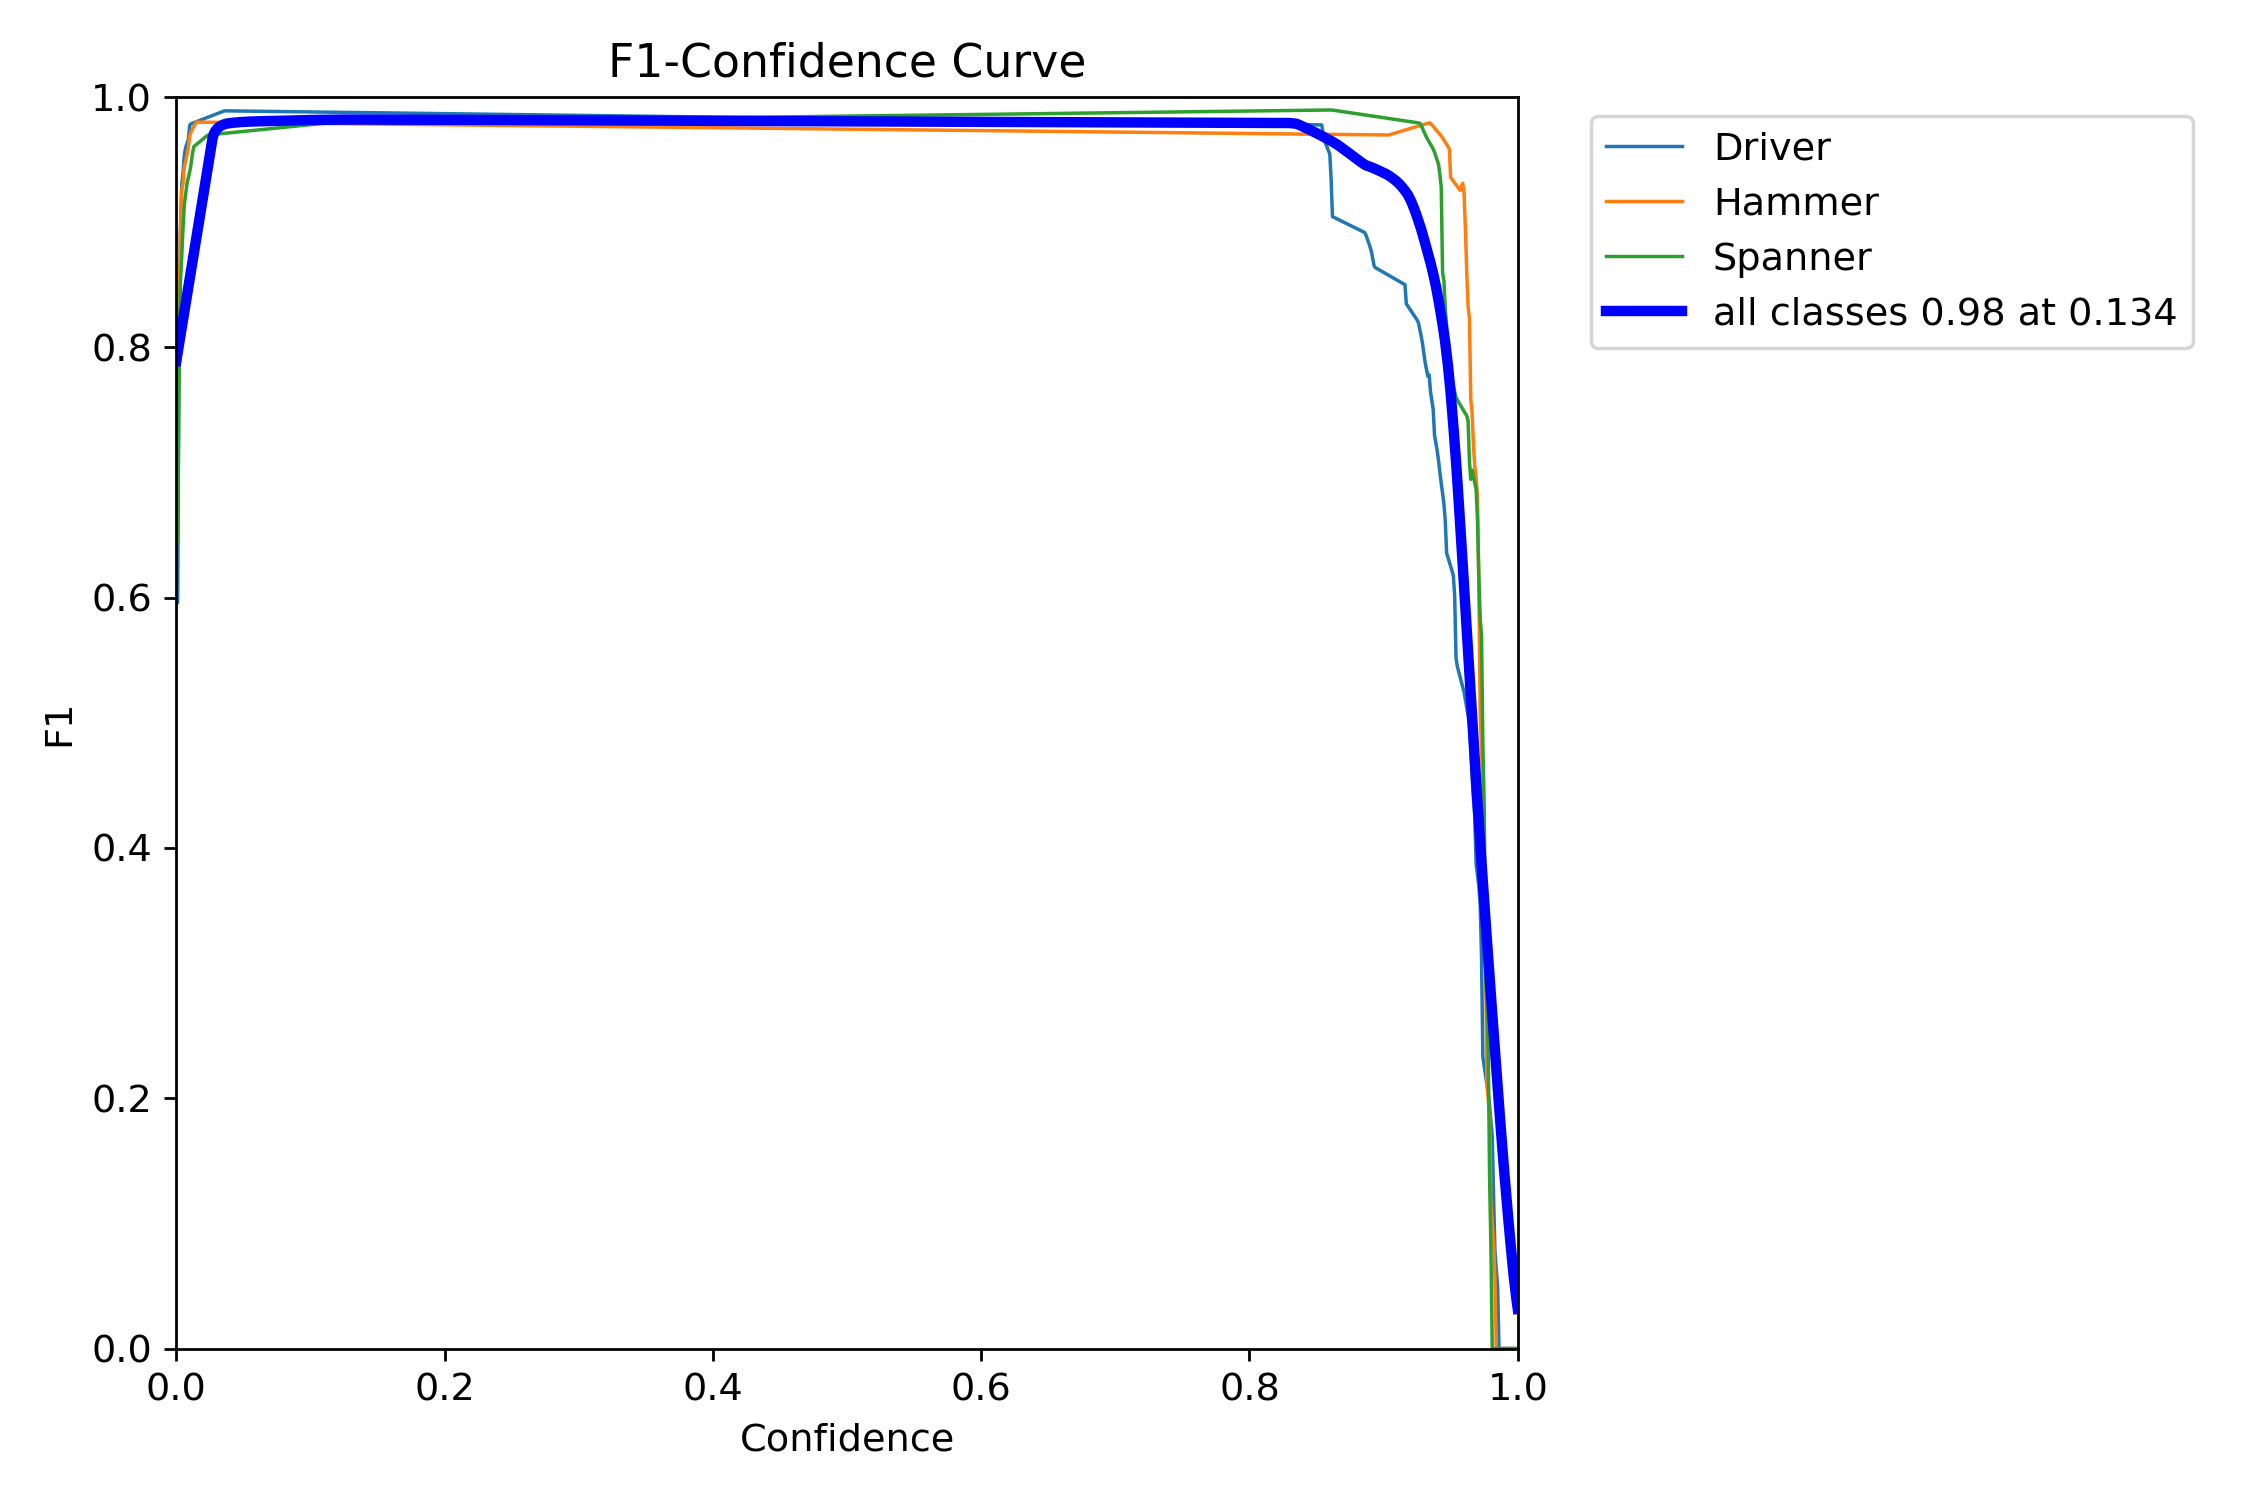 F1-Confidence Curve
1.0
0.8
0.6
0.4
0.2
0.0
F1
0.0 0.2 0.4 0.6 0.8 1.0
Confidence
Driver
Hammer
Spanner
all classes 0.98 at 0.134